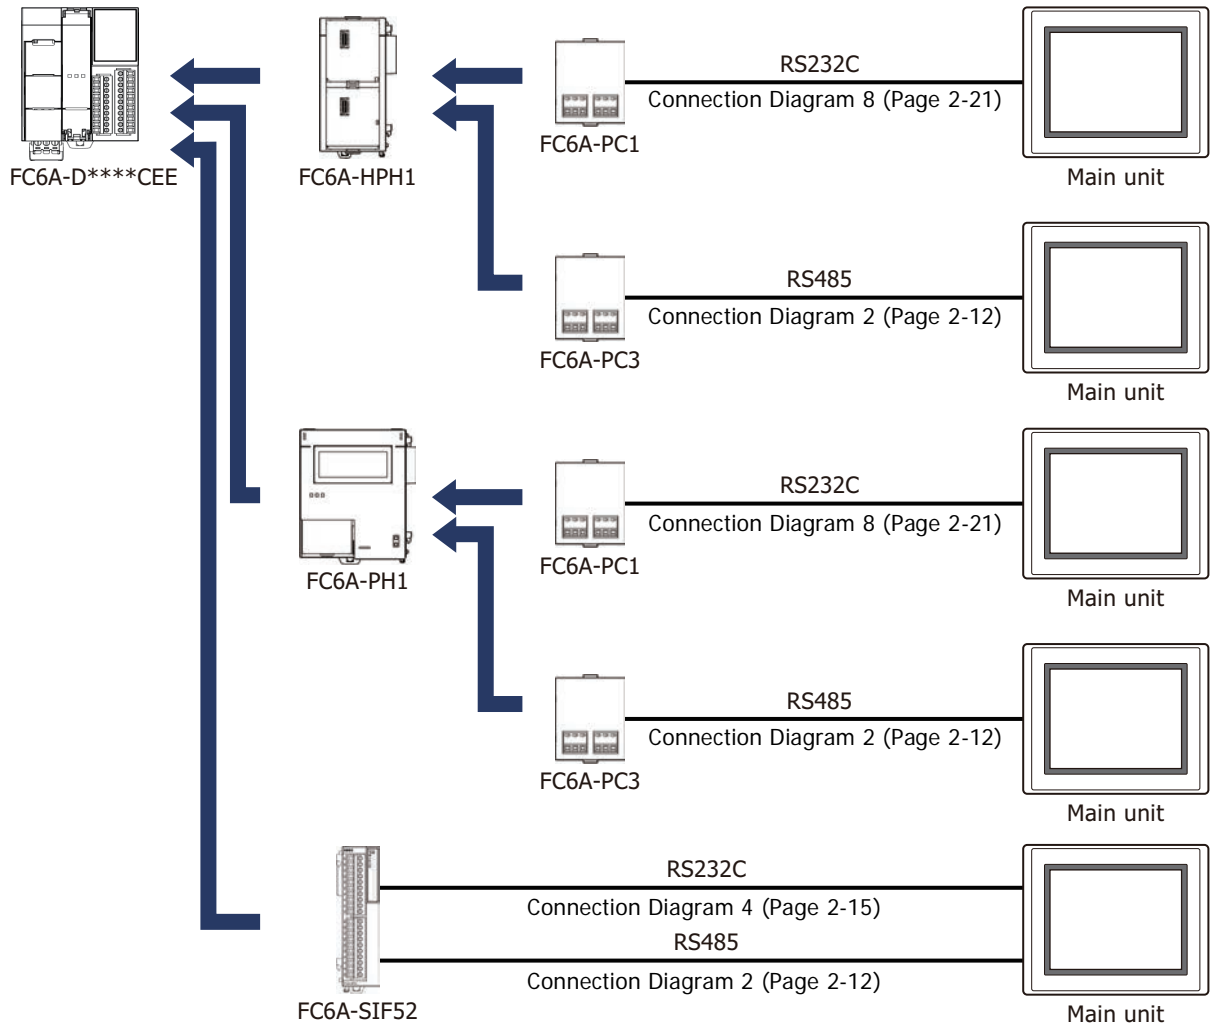 RS232C
Connection Diagram 8 (Page 2-21)
FC6A-PC1
FC6A-D****CEE
FC6A-HPH1
Main unit
RS485
Connection Diagram 2 (Page 2-12)
FC6A-PC3
Main unit
RS232C
Connection Diagram 8 (Page 2-21)
FC6A-PC1
FC6A-PH1
Main unit
RS485
Connection Diagram 2 (Page 2-12)
FC6A-PC3
Main unit
RS232C
Connection Diagram 4 (Page 2-15)
RS485
Connection Diagram 2 (Page 2-12)
FC6A-SIF52
Main unit